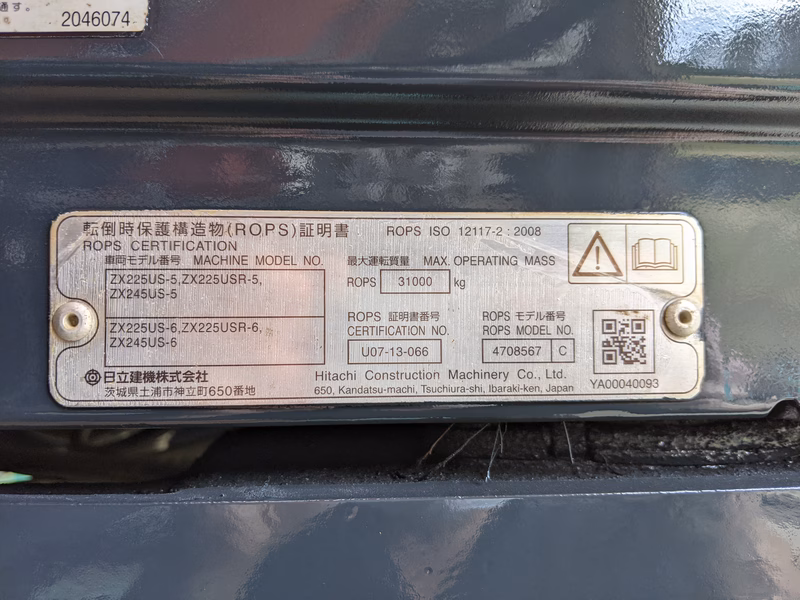 通す。
2046074
転倒時保護構造物(ROPS)証明書
ROPS ISO 12117-2 : 2008
ROPS CERTIFICATION
車両モデル番号 MACHINE MODEL NO.
最大運転質量 MAX. OPERATING MASS
ZX225US-5,ZX225USR-5,
ZX245US-5
ROPS 31000 kg
ZX225US-6,ZX225USR-6,
ZX245US-6
ROPS 証明書番号
CERTIFICATION NO.
U07-13-066
ROPS モデル番号
ROPS MODEL NO.
4708567 C
日立建機株式会社
茨城県土浦市神立町650番地
Hitachi Construction Machinery Co., Ltd.
650, Kandatsu-machi, Tsuchiura-shi, Ibaraki-ken, Japan
YA00040093